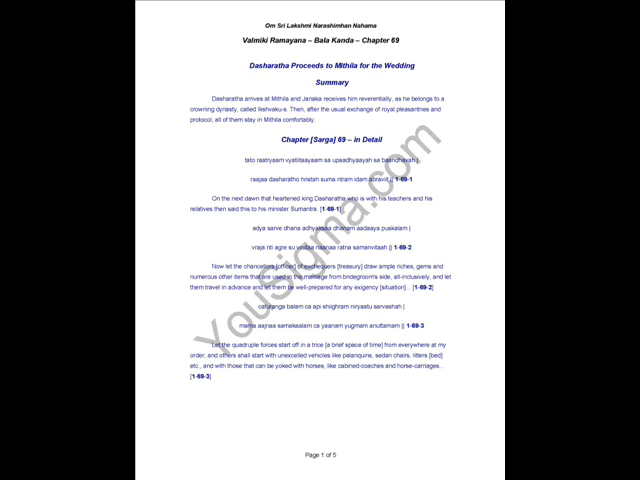 Om Sri Lakshmi Narashimhan Nahama
Valmiki Ramayana – Bala Kanda – Chapter 69
Dasharatha Proceeds to Mithila for the Wedding
Summary
Dasharatha arrives at Mithila and Janaka receives him reverentially, as he belongs to a
crowning dynasty, called Ikshvaku-s. Then, after the usual exchange of royal pleasantries and
protocol, all of them stay in Mithila comfortably.
Chapter [Sarga] 69 – in Detail
tato raatryaam vyatiitaayaam sa upaadhyaayah sa baandhavah |
raajaa dasharatho hristah suma ntram idam abraviit || 1-69-1
On the next dawn that heartened king Dasharatha who is with his teachers and his
relatives then said this to his minister Sumantra. [1-69-1]
adya sarve dhana adhyakaaa dhanam aadaaya puskalam |
vraja nti agre su vihitaa naanaa ratna samanvitaah || 1-69-2
Now let the chancellors [officer] of exchequers [treasury] draw ample riches, gems and
numerous other items that are used in the marriage from bridegroom's side, all-inclusively, and let
them travel in advance and let them be well-prepared for any exigency [situation]... [1-69-2]
caturanga balam ca api shiighram niryaatu sarvashah |
mama aajnaa samakaalam ca yaanam yugmam anuttamam || 1-69-3
Let the quadruple forces start off in a trice [a brief space of time] from everywhere at my
order, and others shall start with unexcelled vehicles like palanquins, sedan chairs, litters [bed]
etc., and with those that can be yoked with horses, like cabined-coaches and horse-carriages...
[1-69-3]
YouSigma.com
Page 1 of 5